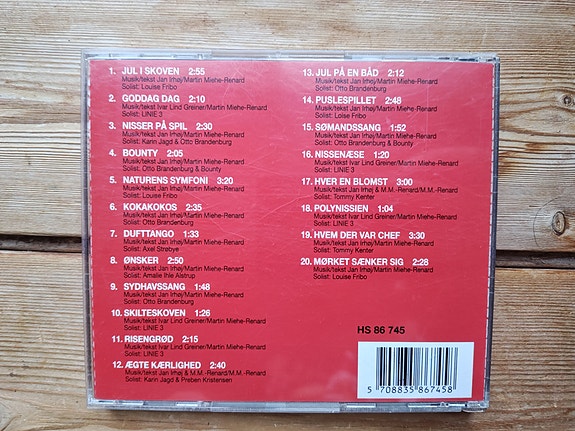 1. JUL I SKOVEN 2:55
Musik/tekst Jan Irhøj/Martin Miehe-Renard
Solist: Louise Fribo
2. GODDAG DAG 2:10
Musik/tekst Ivar Lind Greiner/Martin Miehe-Renard
Solist: LINIE 3
3. NISSER PÅ SPIL 2:30
Musik/tekst Jan Irhøj/Martin Miehe-Renard
Solist: Karin Jagd & Otto Brandenburg
4. BOUNTY 2:05
Musik/tekst Jan Irhøj/Martin Miehe-Renard
Solist: Otto Brandenburg & Bounty
5. NATURENS SYMFONI 3:20
Musik/tekst Jan Irhøj/Martin Miehe-Renard
Solist: Louise Fribo
6. KOKAKOKOS 2:35
Musik/tekst Jan Irhøj/Martin Miehe-Renard
Solist: Otto Brandenburg
7. DUFTTANGO 1:33
Musik/tekst Jan Irhøj/Martin Miehe-Renard
Solist: Axel Strøbye
8. ØNSKER 2:50
Musik/tekst Jan Irhøj/Martin Miehe-Renard
Solist: Amalie Ihle Alstrup
9. SYDHAVSSANG 1:48
Musik/tekst Jan Irhøj/Martin Miehe-Renard
Solist: Otto Brandenburg
10. SKILTESKOVEN 1:26
Musik/tekst Ivar Lind Greiner/Martin Miehe-Renard
Solist: LINIE 3
11. RISENGRØD 2:15
Musik/tekst Ivar Lind Greiner/Martin Miehe-Renard
Solist: LINIE 3
12. ÆGTE KÆRLIGHED 2:40
Musik/tekst Jan Irhøj & M.M.-Renard/M.M.-Renard
Solist: Karin Jagd & Preben Kristensen
13. JUL PÅ EN BÅD 2:12
Musik/tekst Jan Irhøj/Martin Miehe-Renard
Solist: Otto Brandenburg
14. PUSLESPILLET 2:48
Musik/tekst Jan Irhøj/Martin Miehe-Renard
15. SØMANDSSANG 1:52
Musik/tekst Jan Irhøj/Martin Miehe-Renard
Solist: Otto Brandenburg & Bounty
16. NISSENÆSE 1:20
Musik/tekst Ivar Lind Greiner/Martin Miehe-Renard
Solist: LINIE 3
17. HVER EN BLOMST 3:00
Musik/tekst Jan Irhøj & M.M.-Renard/M.M.-Renard
Solist: Tommy Kenter
18. POLYNISSIEN 1:04
Musik/tekst Ivar Lind Greiner/Martin Miehe-Renard
Solist: LINIE 3
19. HVEM DER VAR CHEF 3:30
Musik/tekst Jan Irhøj/Martin Miehe-Renard
Solist: Tommy Kenter
20. MØRKET SÆNKER SIG 2:28
Musik/tekst Jan Irhøj/Martin Miehe-Renard
Solist: Louise Fribo
HS 86 745
5 708835 867458